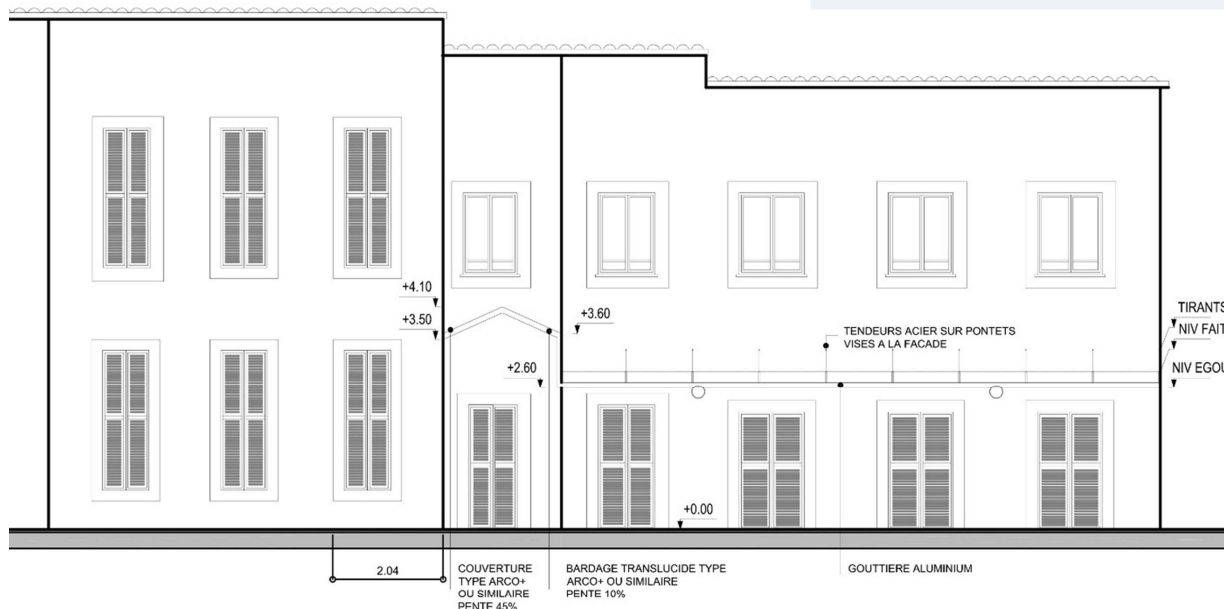 +4.10
+3.50
+3.60
TENDEURS ACIER SUR PONTETS
VISES A LA FACADE
TIRANTS
NIV FAIT
+2.60
NIV EGOU
+0.00
2.04
COUVERTURE
TYPE ARCO+
OU SIMILAIRE
PENTE 45%
BARDAGE TRANSLUCIDE TYPE
ARCO+ OU SIMILAIRE
PENTE 10%
GOUTTIERE ALUMINIUM